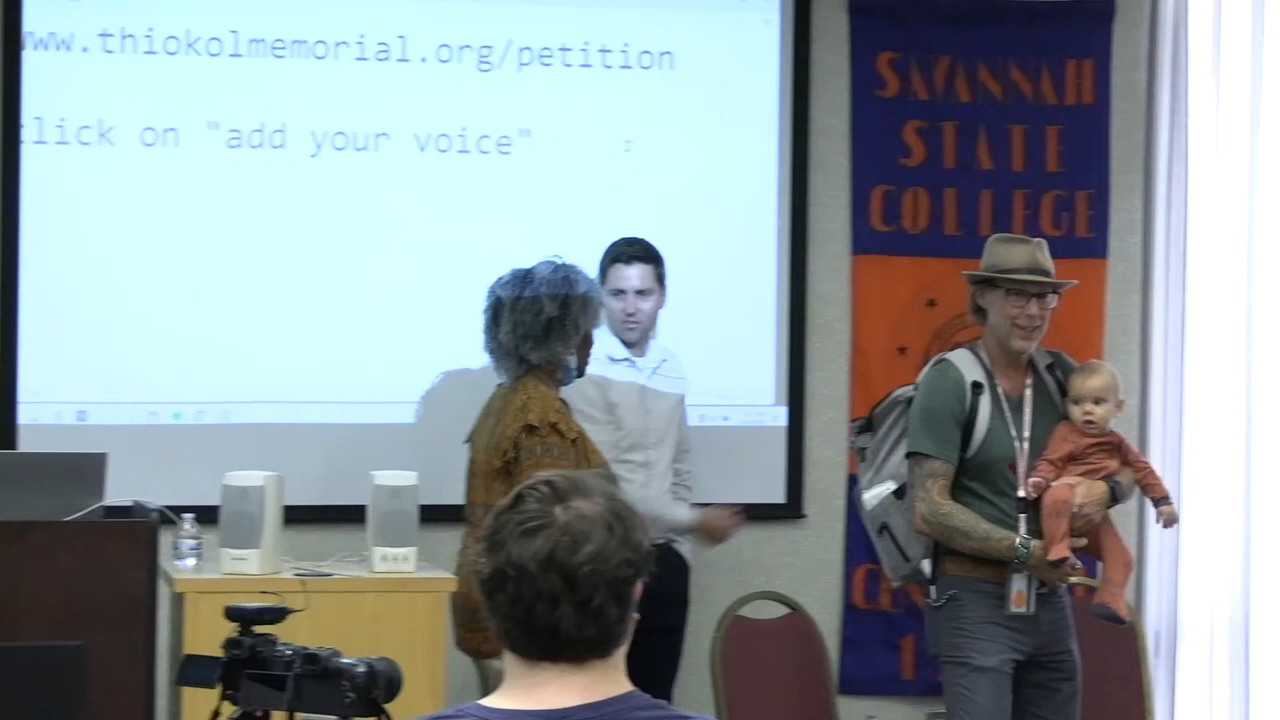 www.thiokolmemorial.org/petition
click on "add your voice"
SAVANNAH
STATE
COLLEGE